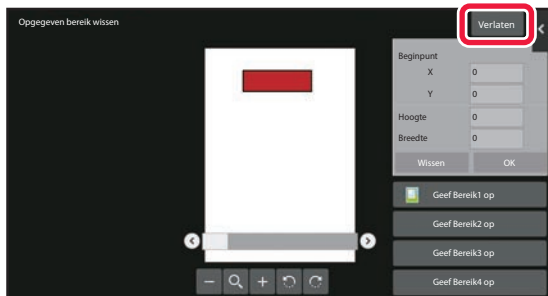 Opgegeven bereik wissen
Verlaten
Beginpunt
X 0
Y 0
Hoogte 0
Breedte 0
Wissen OK
Geef Bereik1 op
Geef Bereik2 op
Geef Bereik3 op
Geef Bereik4 op